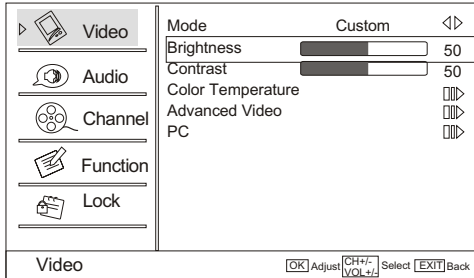 Video
Audio
Channel
Function
Lock
Mode Custom
Brightness 50
Contrast 50
Color Temperature
Advanced Video
PC
Video
OK Adjust CH+/- VOL+/- Select EXIT Back